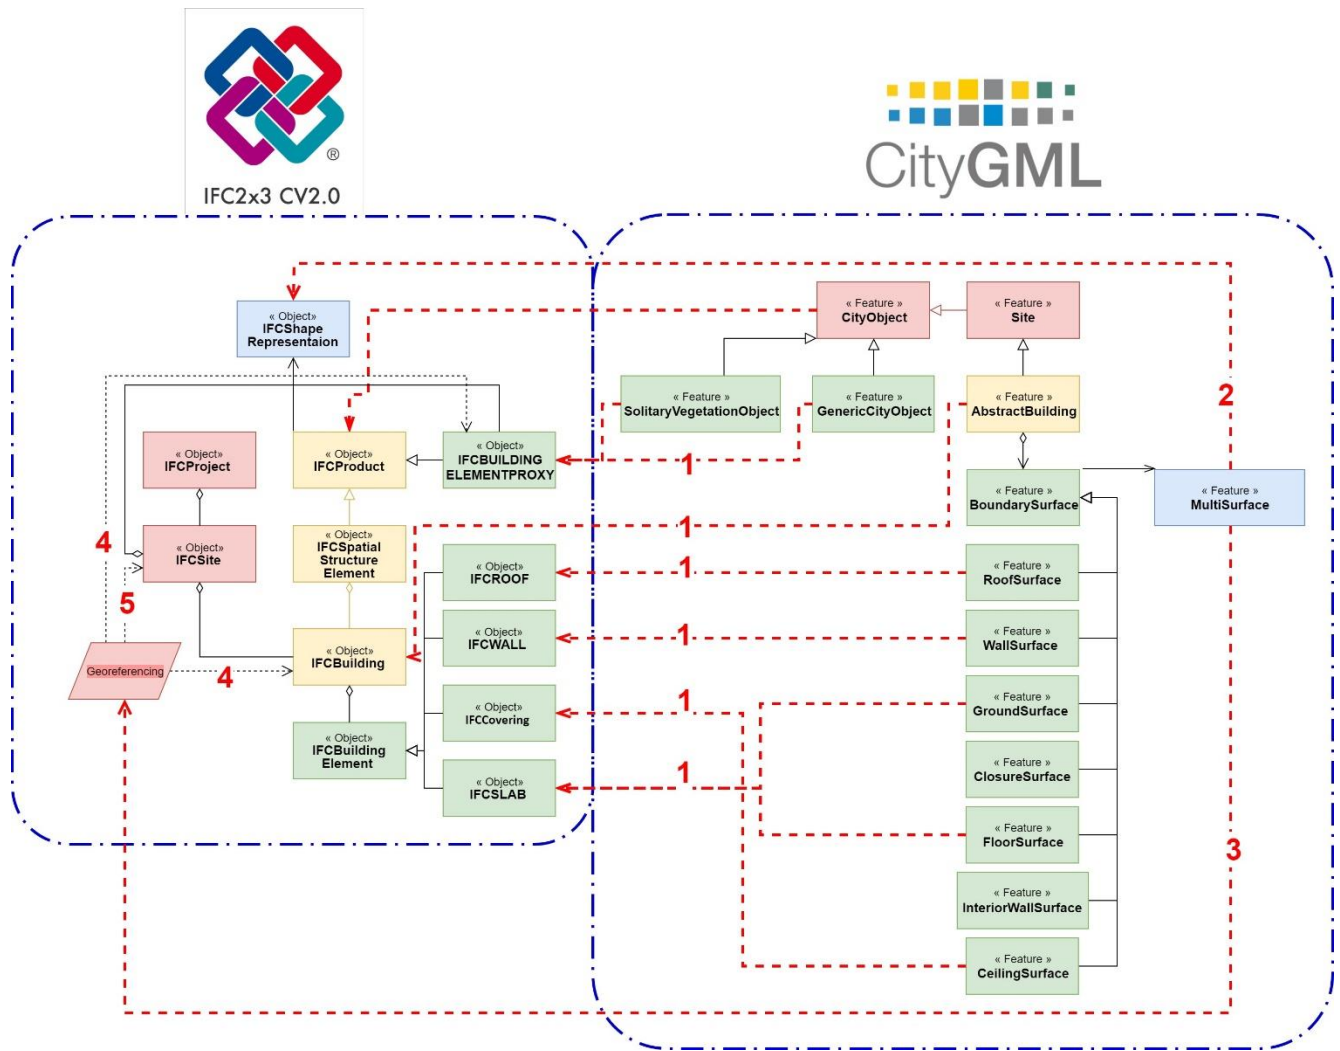 ®
IFC2x3 CV2.0
CityGML
« Object»
IFCShape
Representaion
« Feature »
CityObject
« Feature »
Site
« Feature »
SolitaryVegetationObject
« Feature »
GenericCityObject
« Feature »
AbstractBuilding
2
« Object»
IFCProject
« Object»
IFCProduct
« Object»
IFCBUILDING
ELEMENTPROXY
1
« Feature »
BoundarySurface
« Feature »
MultiSurface
4
« Object»
IFCSite
« Object»
IFCSpatial
Structure
Element
1
5
« Object»
IFCROOF
1
« Feature »
RoofSurface
« Object»
IFCWALL
1
« Feature »
WallSurface
Georeferencing
4
« Object»
IFCBuilding
« Object»
IFCCovering
1
« Feature »
GroundSurface
« Object»
IFCBuilding
Element
« Object»
IFCSLAB
1
« Feature »
ClosureSurface
« Feature »
FloorSurface
3
« Feature »
InteriorWallSurface
« Feature »
CeilingSurface